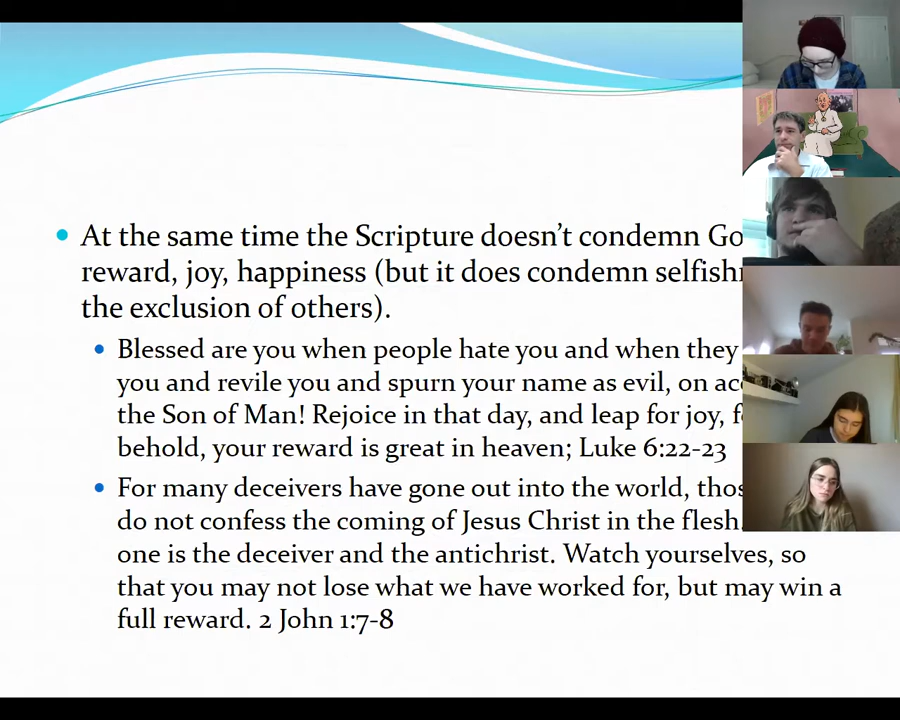 At the same time the Scripture doesn't condemn
reward, joy, happiness (but it does condemn
the exclusion of others).
Blessed are you when people hate you and when they
you and revile you and spurn your name as evil, on
the Son of Man! Rejoice in that day, and leap for joy,
behold, your reward is great in heaven; Luke 6:22-23
For many deceivers have gone out into the world,
do not confess the coming of Jesus Christ in the flesh.
one is the deceiver and the antichrist. Watch yourselves, so
that you may not lose what we have worked for, but may win a
full reward. 2 John 1:7-8